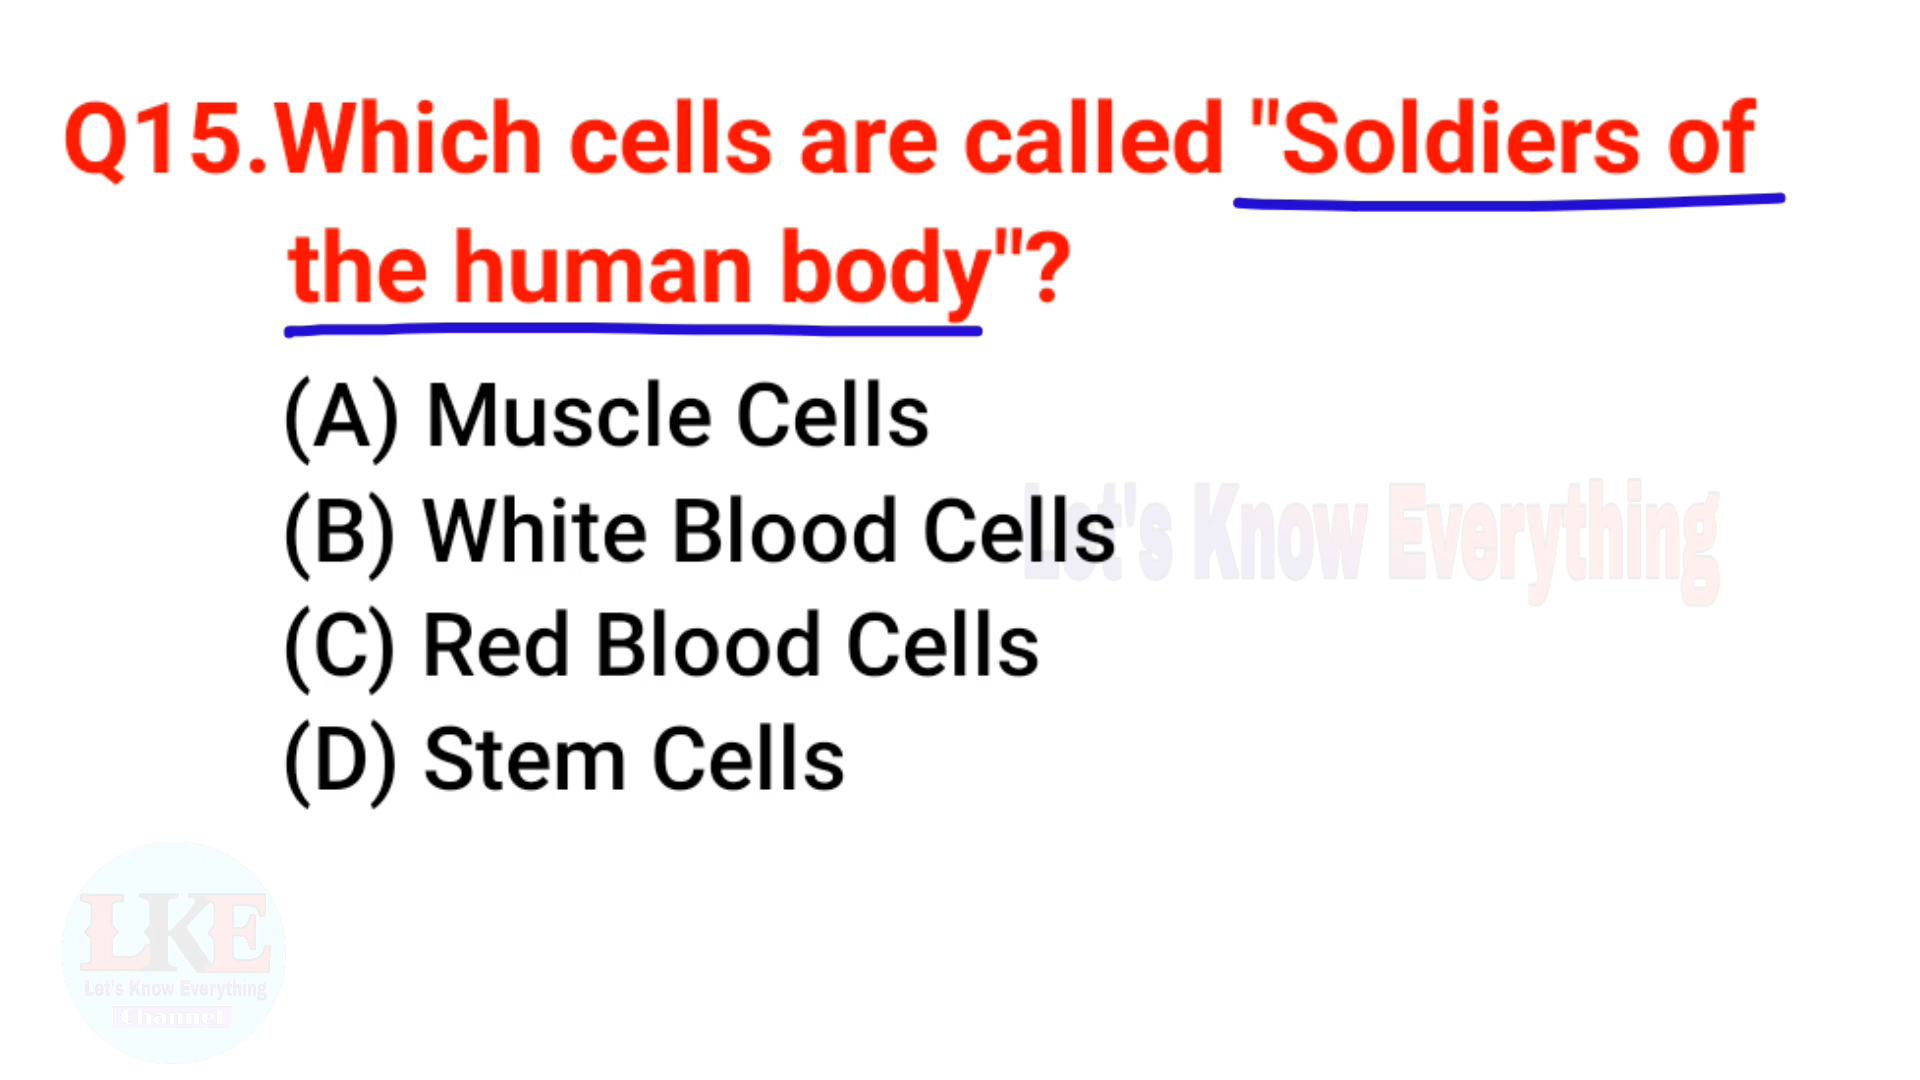 Q15.Which cells are called "Soldiers of
the human body"?
(A) Muscle Cells
(B) White Blood Cells
Let's Know Everything
(C) Red Blood Cells
(D) Stem Cells
LKE
Let's Know Everything
Channel